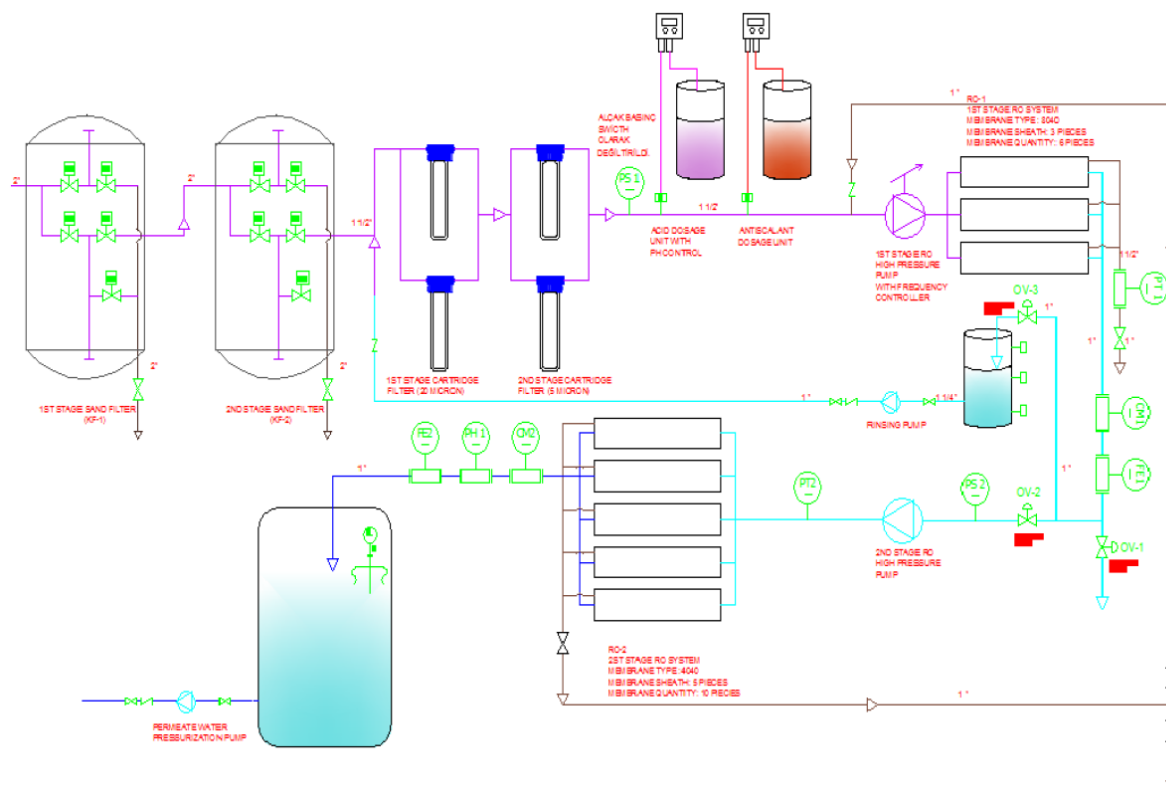 1"
RO-1
1ST STAGE RO SYSTEM
MEMBRANE TYPE : 8040
MEMBRANE SHEATH: 3 PIECES
MEMBRANE QUANTITY: 6 PIECES
ALÇAK BASINÇ
SWİCTH
OLARAK
DEĞİLTİRİLDİ.
PS 1
2"
2"
2"
1 1/2"
1 1/2"
ACID DOSAGE
UNIT WITH
PH CONTROL
ANTISCALANT
DOSAGE UNIT
1ST STAGE RO
HIGH PRESSURE
PUMP
WITH FREQUENCY
CONTROLLER
1 1/2"
PT 1
OV-3
1"
1"
1"
1"
2"
2"
1ST STAGE SAND FILTER
(KF-1)
2ND STAGE SAND FILTER
(KF-2)
1ST STAGE CARTRIDGE
FILTER (20 MICRON)
2ND STAGE CARTRIDGE
FILTER (5 MICRON)
1"
1 1/4"
RINSING PUMP
CM1
FE2
PH 1
CM2
1"
1"
FE1
PT2
PS 2
OV-2
OV-1
2ND STAGE RO
HIGH PRESSURE
PUMP
RO-2
2ST STAGE RO SYSTEM
MEMBRANE TYPE :4040
MEMBRANE SHEATH: 5 PIECES
MEMBRANE QUANTITY: 10 PIECES
1"
PERMEATE WATER
PRESSURIZATION PUMP